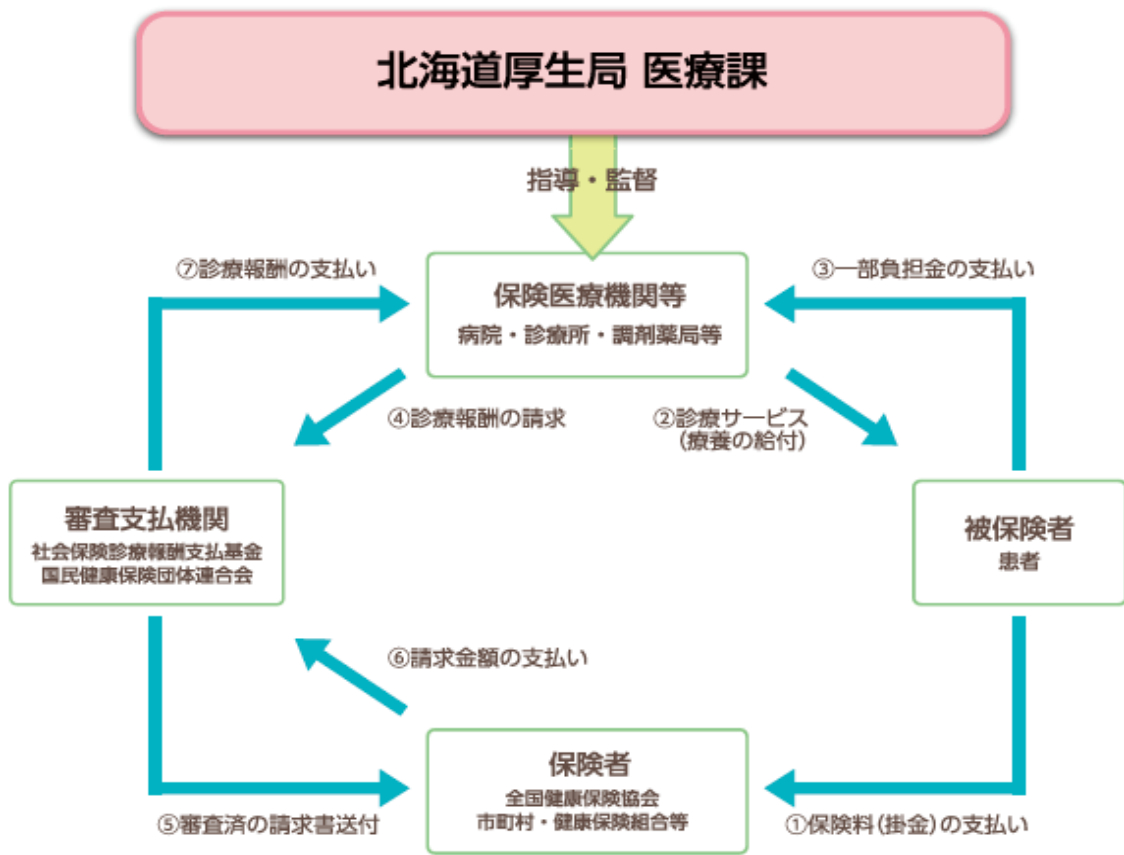 北海道厚生局 医療課
指導・監督
⑦診療報酬の支払い
③一部負担金の支払い
保険医療機関等
病院・診療所・調剤薬局等
④診療報酬の請求
②診療サービス
(療養の給付)
審査支払機関
社会保険診療報酬支払基金
国民健康保険団体連合会
被保険者
患者
⑥請求金額の支払い
保険者
全国健康保険協会
市町村・健康保険組合等
⑤審査済の請求書送付
①保険料(掛金)の支払い